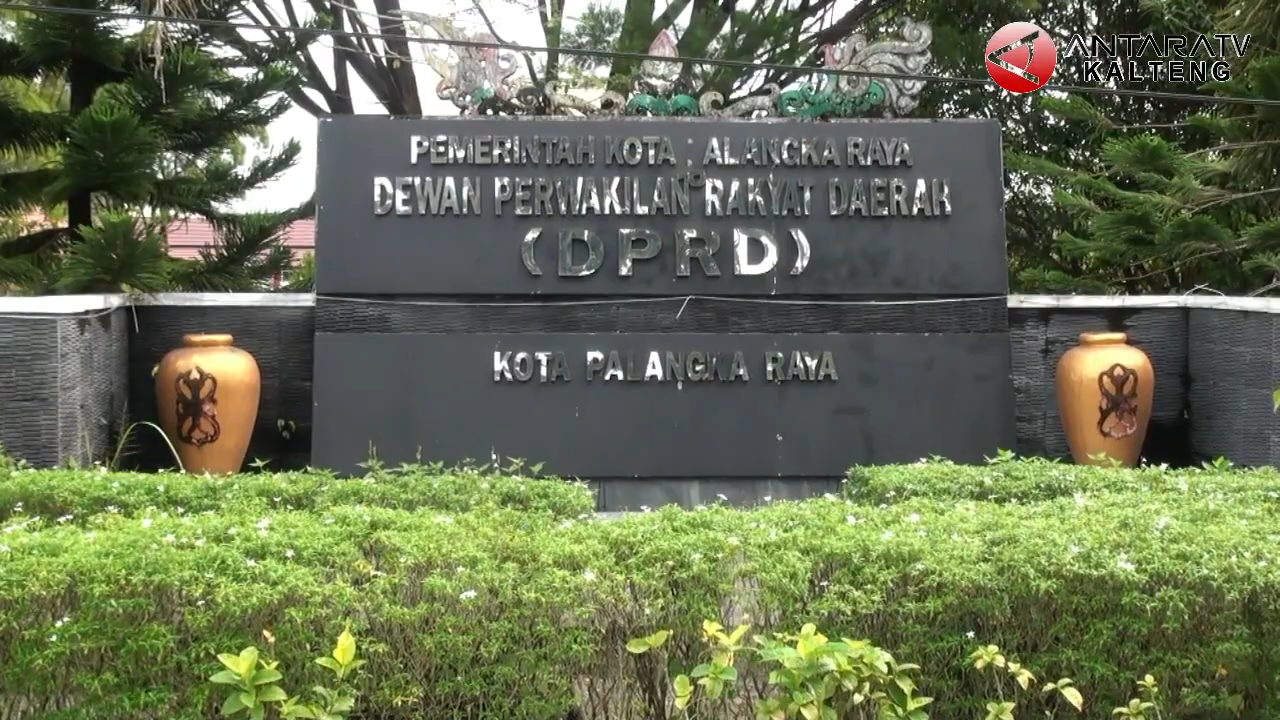 ANTARATV
KALTENG
PEMERINTAH KOTA ALANGKA RAYA
DEWAN PERWAKILAN RAKYAT DAERAH
(DPRD)
KOTA PALANGKA RAYA